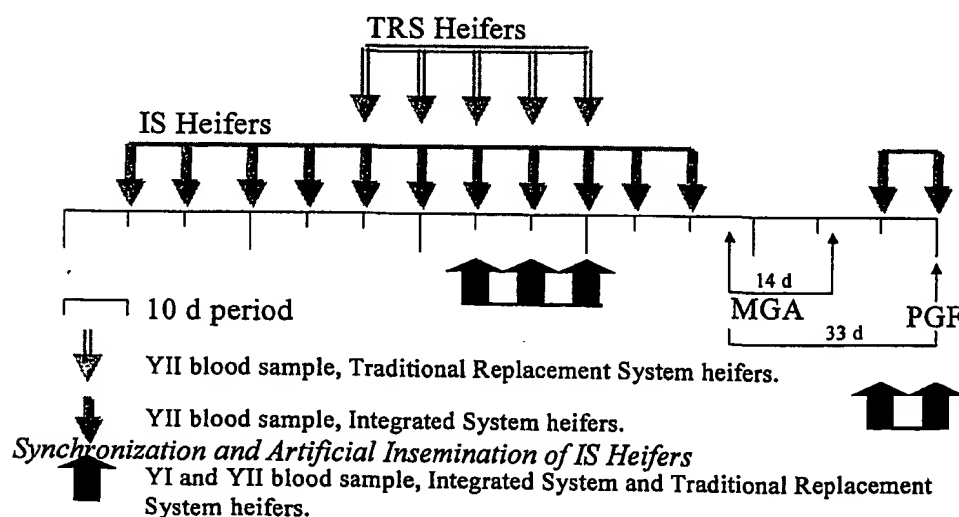 TRS Heifers
IS Heifers
14 d
MGA
PGF
33 d
10 d period
YII blood sample, Traditional Replacement System heifers.
YII blood sample, Integrated System heifers.
Synchronization and Artificial Insemination of IS Heifers
YI and YII blood sample, Integrated System and Traditional Replacement
System heifers.